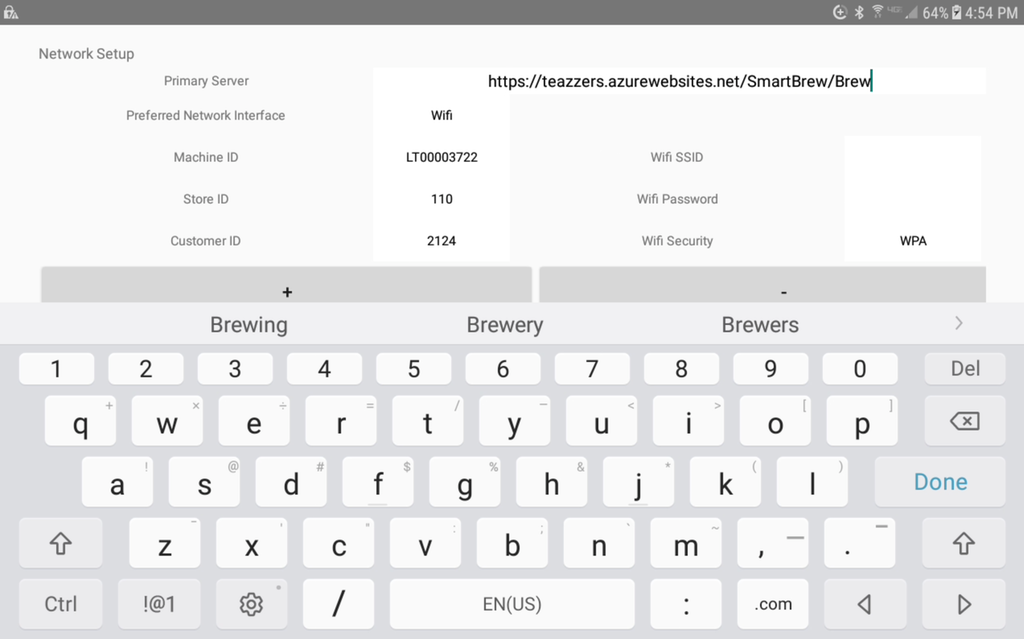 64% 4:54 PM
Network Setup
Primary Server https://teazzers.azurewebsites.net/SmartBrew/Brew
Preferred Network Interface Wifi
Machine ID LT00003722 Wifi SSID
Store ID 110 Wifi Password
Customer ID 2124 Wifi Security WPA
+ -
Brewing Brewery Brewers
1 2 3 4 5 6 7 8 9 0 Del
q + w × e ÷ r = t / y _ u < i > o [ p ]
a ! s @ d # f $ g % h & j * k ( l ) Done
z - x ' c " v : b ; n ` m ~ , .
Ctrl !@1 / EN(US) : .com